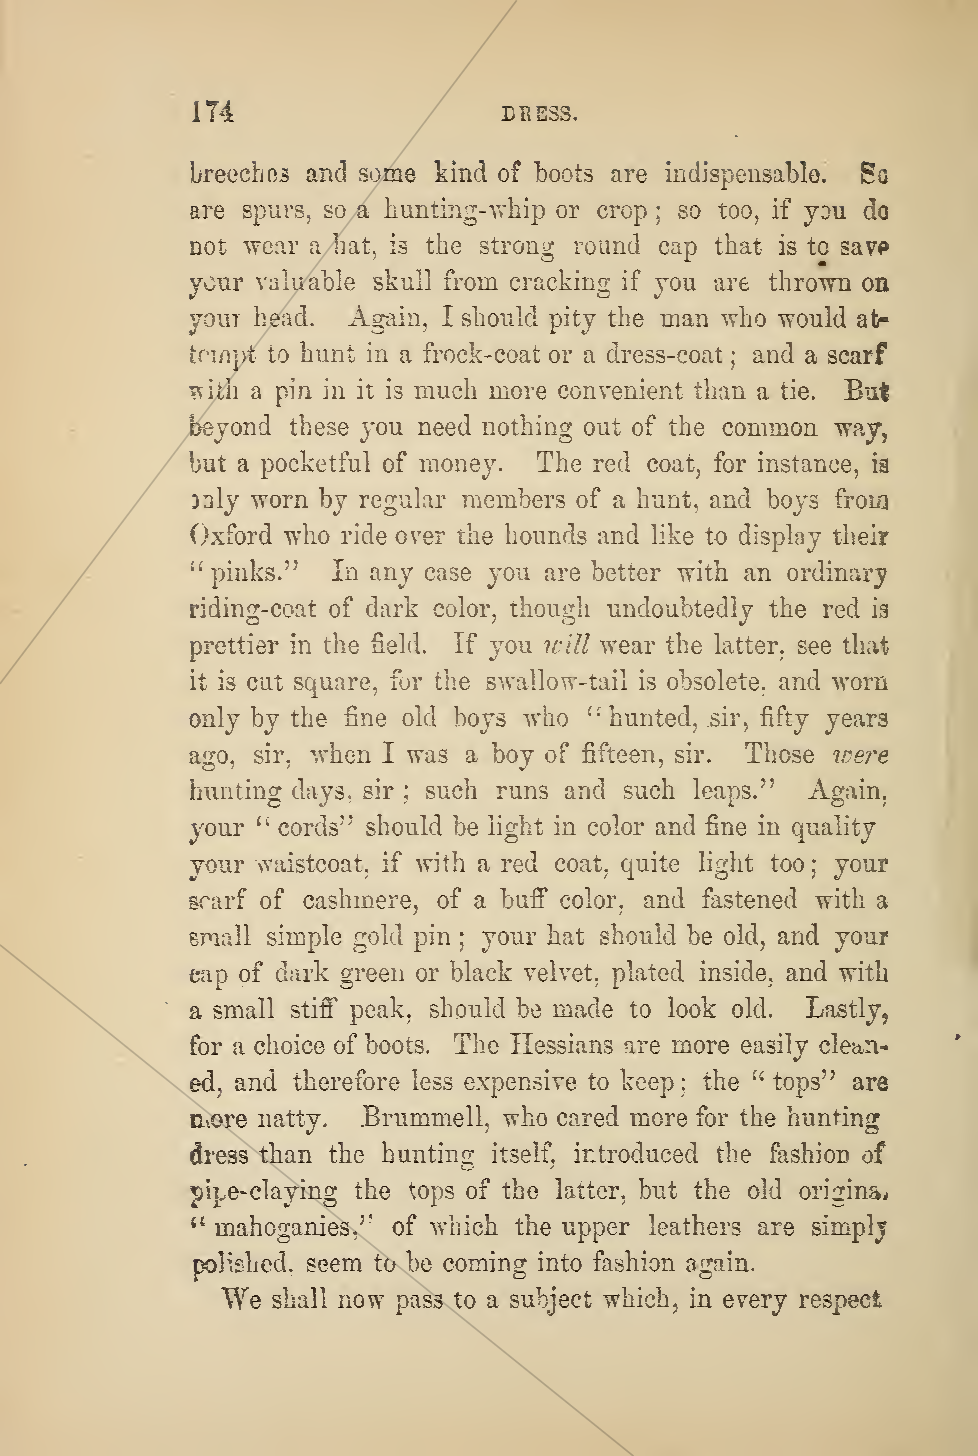 174 DRESS.
breeches and some kind of boots are indispensable. So
are spurs, so a hunting-whip or crop; so too, if you do
not wear a hat, is the strong round cap that is to save
your valuable skull from cracking if you are thrown on
your head. Again, I should pity the man who would at-
tempt to hunt in a frock-coat or a dress-coat; and a scarf
with a pin in it is much more convenient than a tie. But
beyond these you need nothing out of the common way,
but a pocketful of money. The red coat, for instance, is
only worn by regular members of a hunt, and boys from
Oxford who ride over the hounds and like to display their
"pinks." In any case you are better with an ordinary
riding-coat of dark color, though undoubtedly the red is
prettier in the field. If you will wear the latter, see that
it is cut square, for the swallow-tail is obsolete, and worn
only by the fine old boys who "hunted, sir, fifty years
ago, sir, when I was a boy of fifteen, sir. Those were
hunting days, sir; such runs and such leaps." Again,
your "cords" should be light in color and fine in quality
your waistcoat, if with a red coat, quite light too; your
scarf of cashmere, of a buff color, and fastened with a
small simple gold pin; your hat should be old, and your
cap of dark green or black velvet, plated inside, and with
a small stiff peak, should be made to look old. Lastly,
for a choice of boots. The Hessians are more easily clean-
ed, and therefore less expensive to keep; the "tops" are
more natty. Brummell, who cared more for the hunting
dress than the hunting itself, introduced the fashion of
pipe-claying the tops of the latter, but the old original
"mahoganies," of which the upper leathers are simply
polished, seem to be coming into fashion again.
We shall now pass to a subject which, in every respect